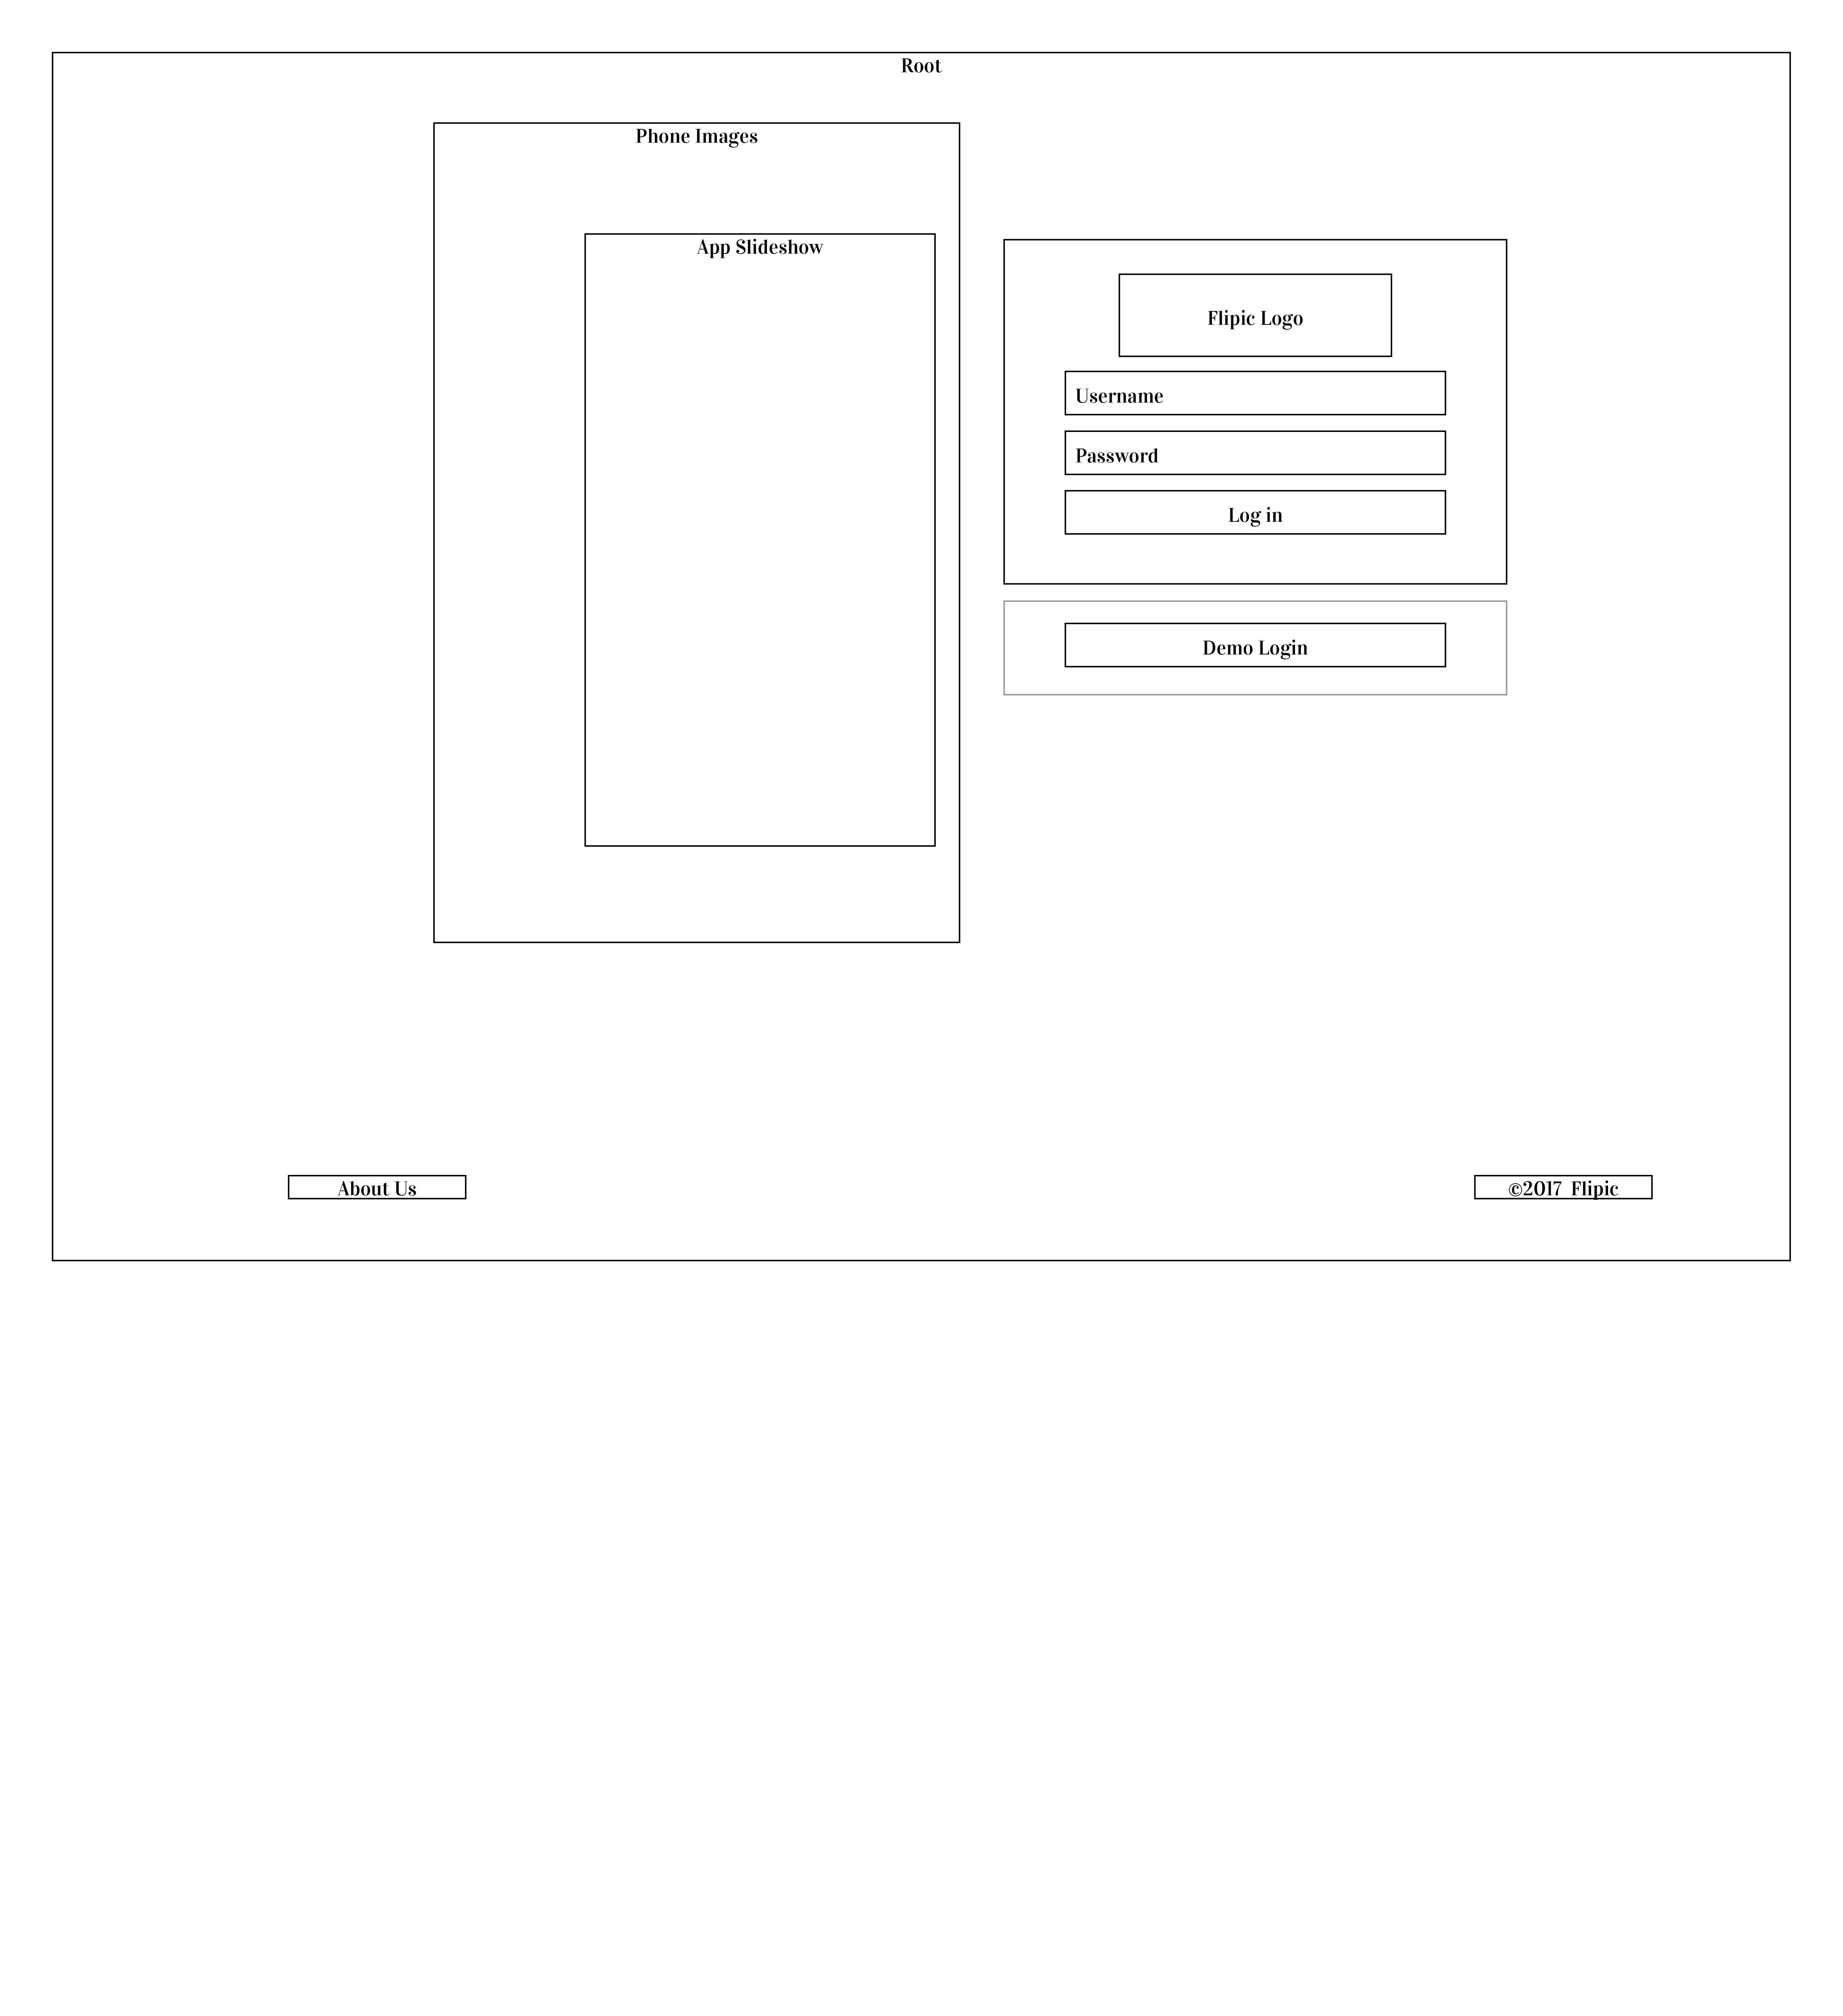 Root
Phone Images
App Slideshow
Flipic Logo
Username
Password
Log in
Demo Login
About Us
©2017 Flipic